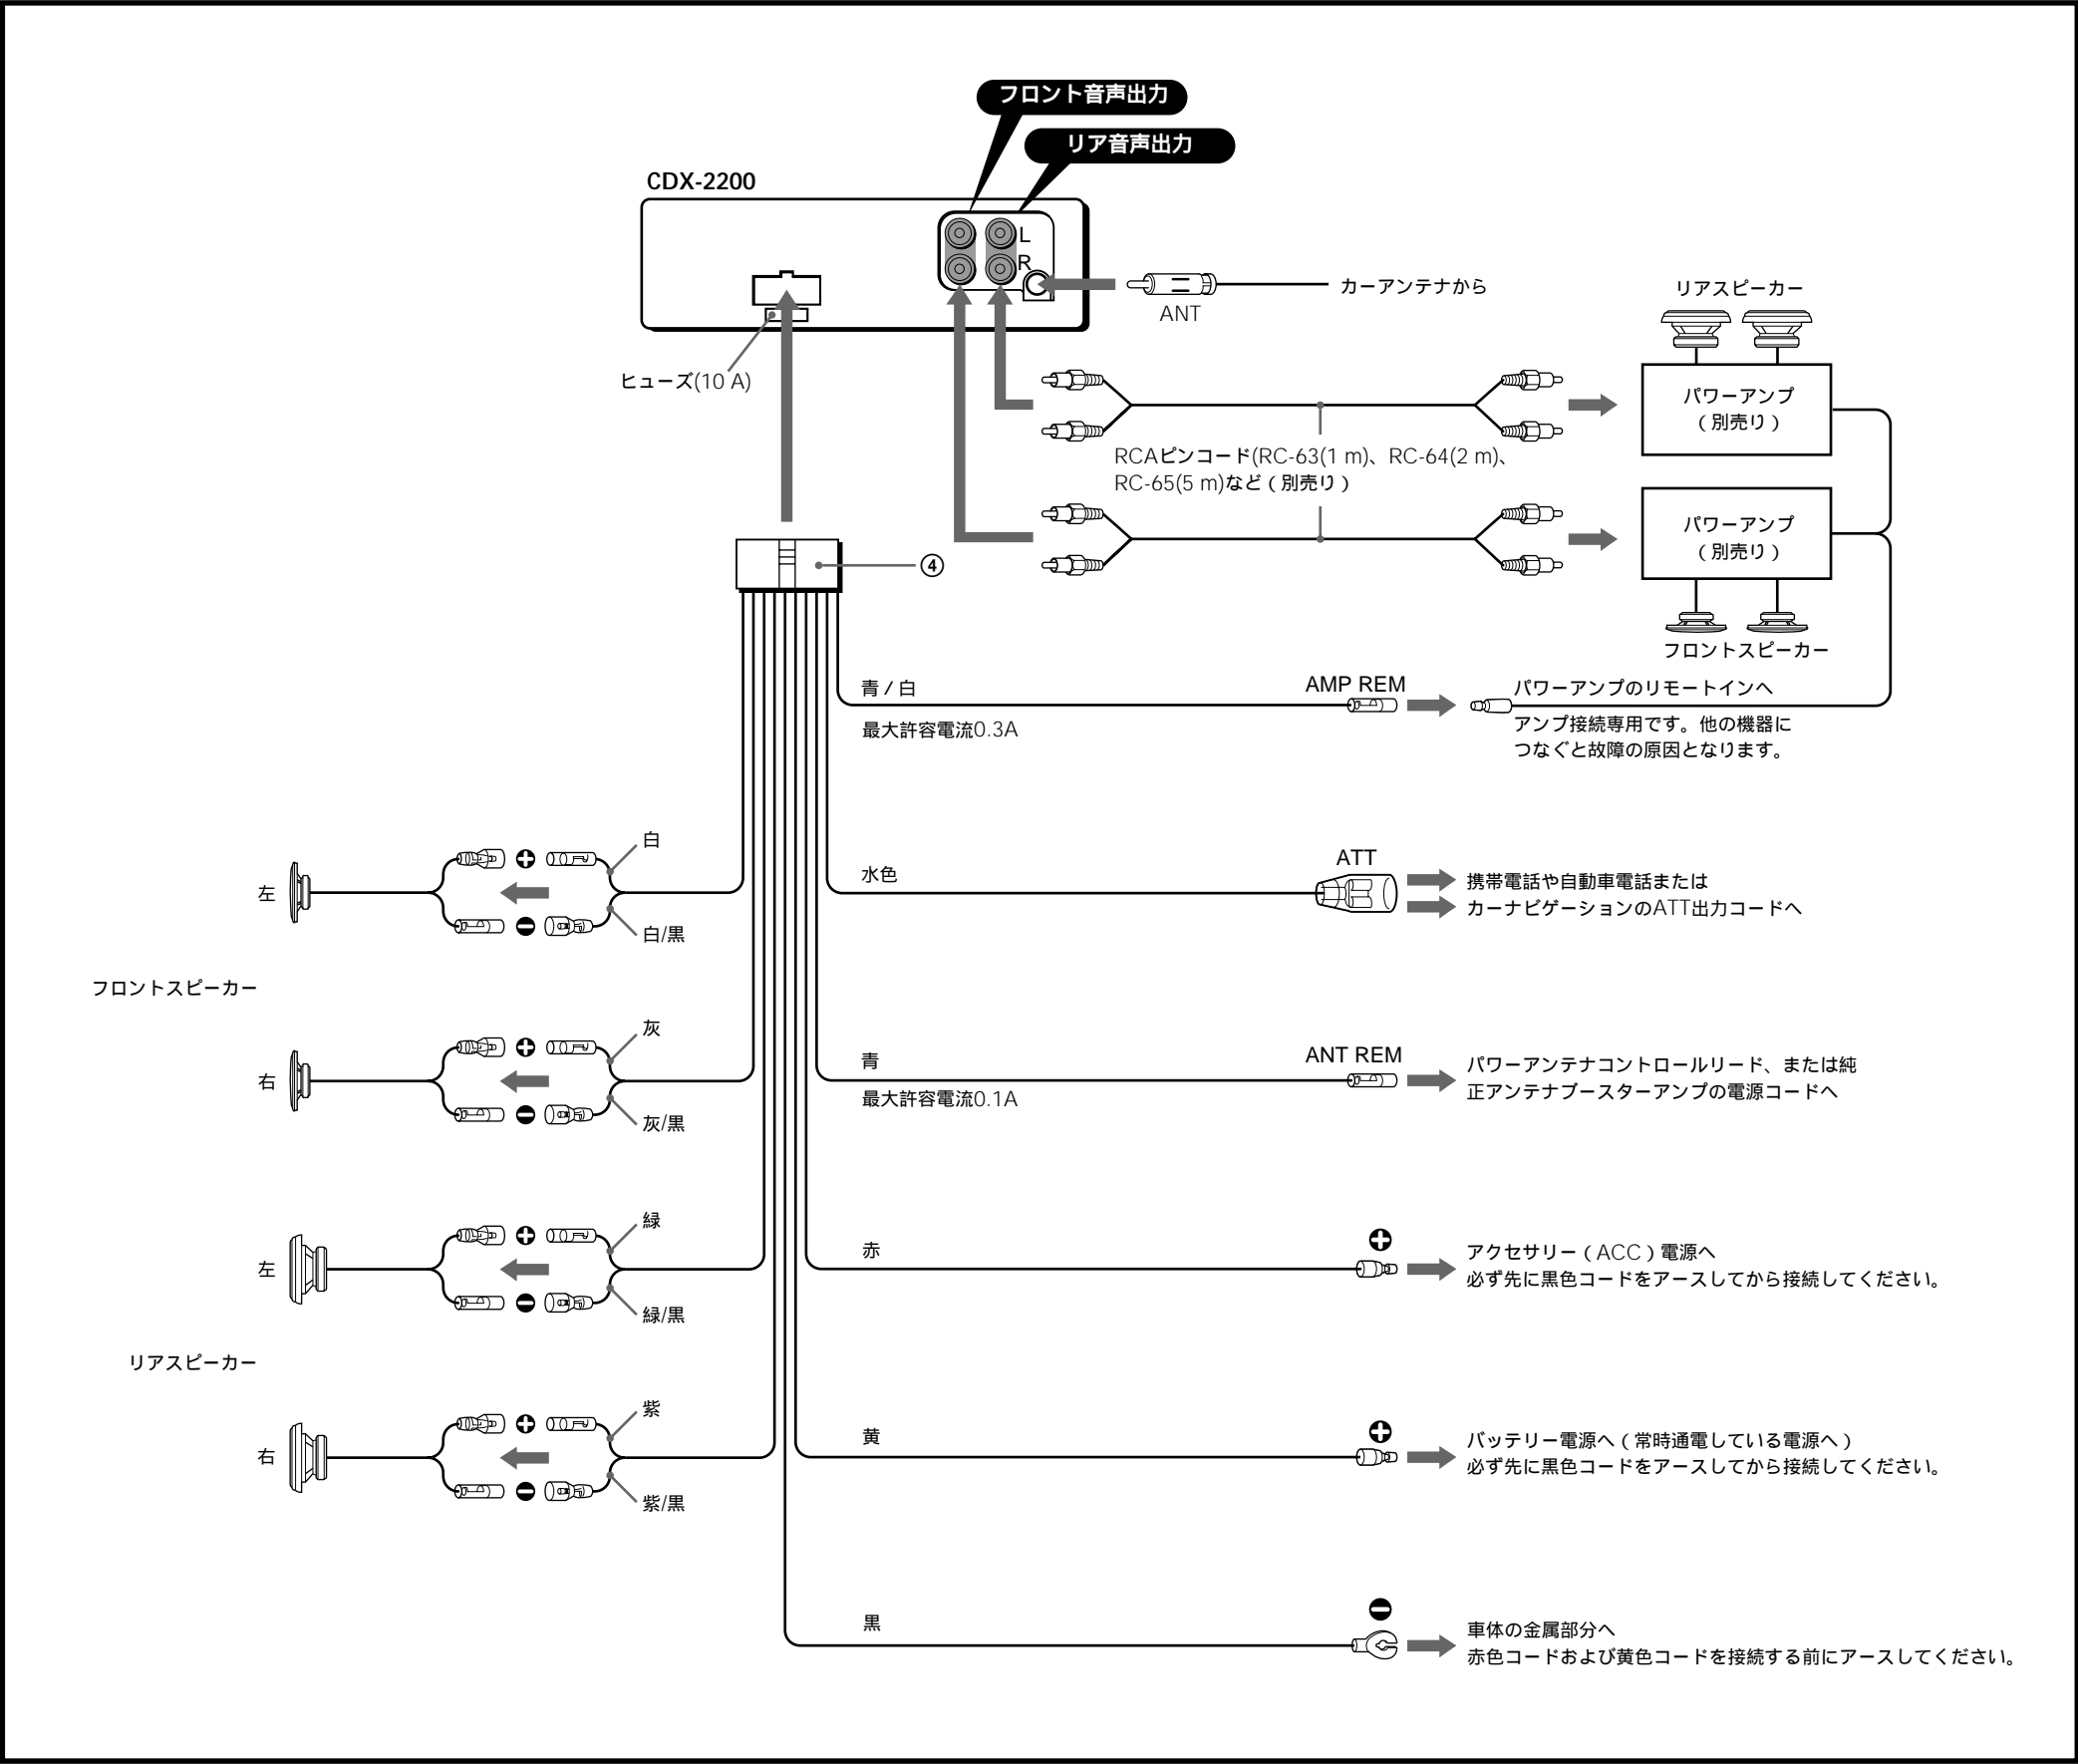 フロント音声出力
リア音声出力
CDX-2200
L
R
カーアンテナから
ANT
リアスピーカー
ヒューズ(10 A)
パワーアンプ
(別売り)
RCAピンコード(RC-63(1 m)、RC-64(2 m)、
RC-65(5 m)など(別売り)
パワーアンプ
(別売り)
④
フロントスピーカー
青/白
AMP REM
パワーアンプのリモートインへ
最大許容電流0.3A
アンプ接続専用です。他の機器に
つなぐと故障の原因となります。
白
左
白/黒
水色
ATT
携帯電話や自動車電話または
カーナビゲーションのATT出力コードへ
フロントスピーカー
灰
右
灰/黒
青
ANT REM
パワーアンテナコントロールリード、または純
正アンテナブースターアンプの電源コードへ
最大許容電流0.1A
緑
左
緑/黒
赤
アクセサリー(ACC)電源へ
必ず先に黒色コードをアースしてから接続してください。
リアスピーカー
紫
右
紫/黒
黄
バッテリー電源へ(常時通電している電源へ)
必ず先に黒色コードをアースしてから接続してください。
黒
車体の金属部分へ
赤色コードおよび黄色コードを接続する前にアースしてください。